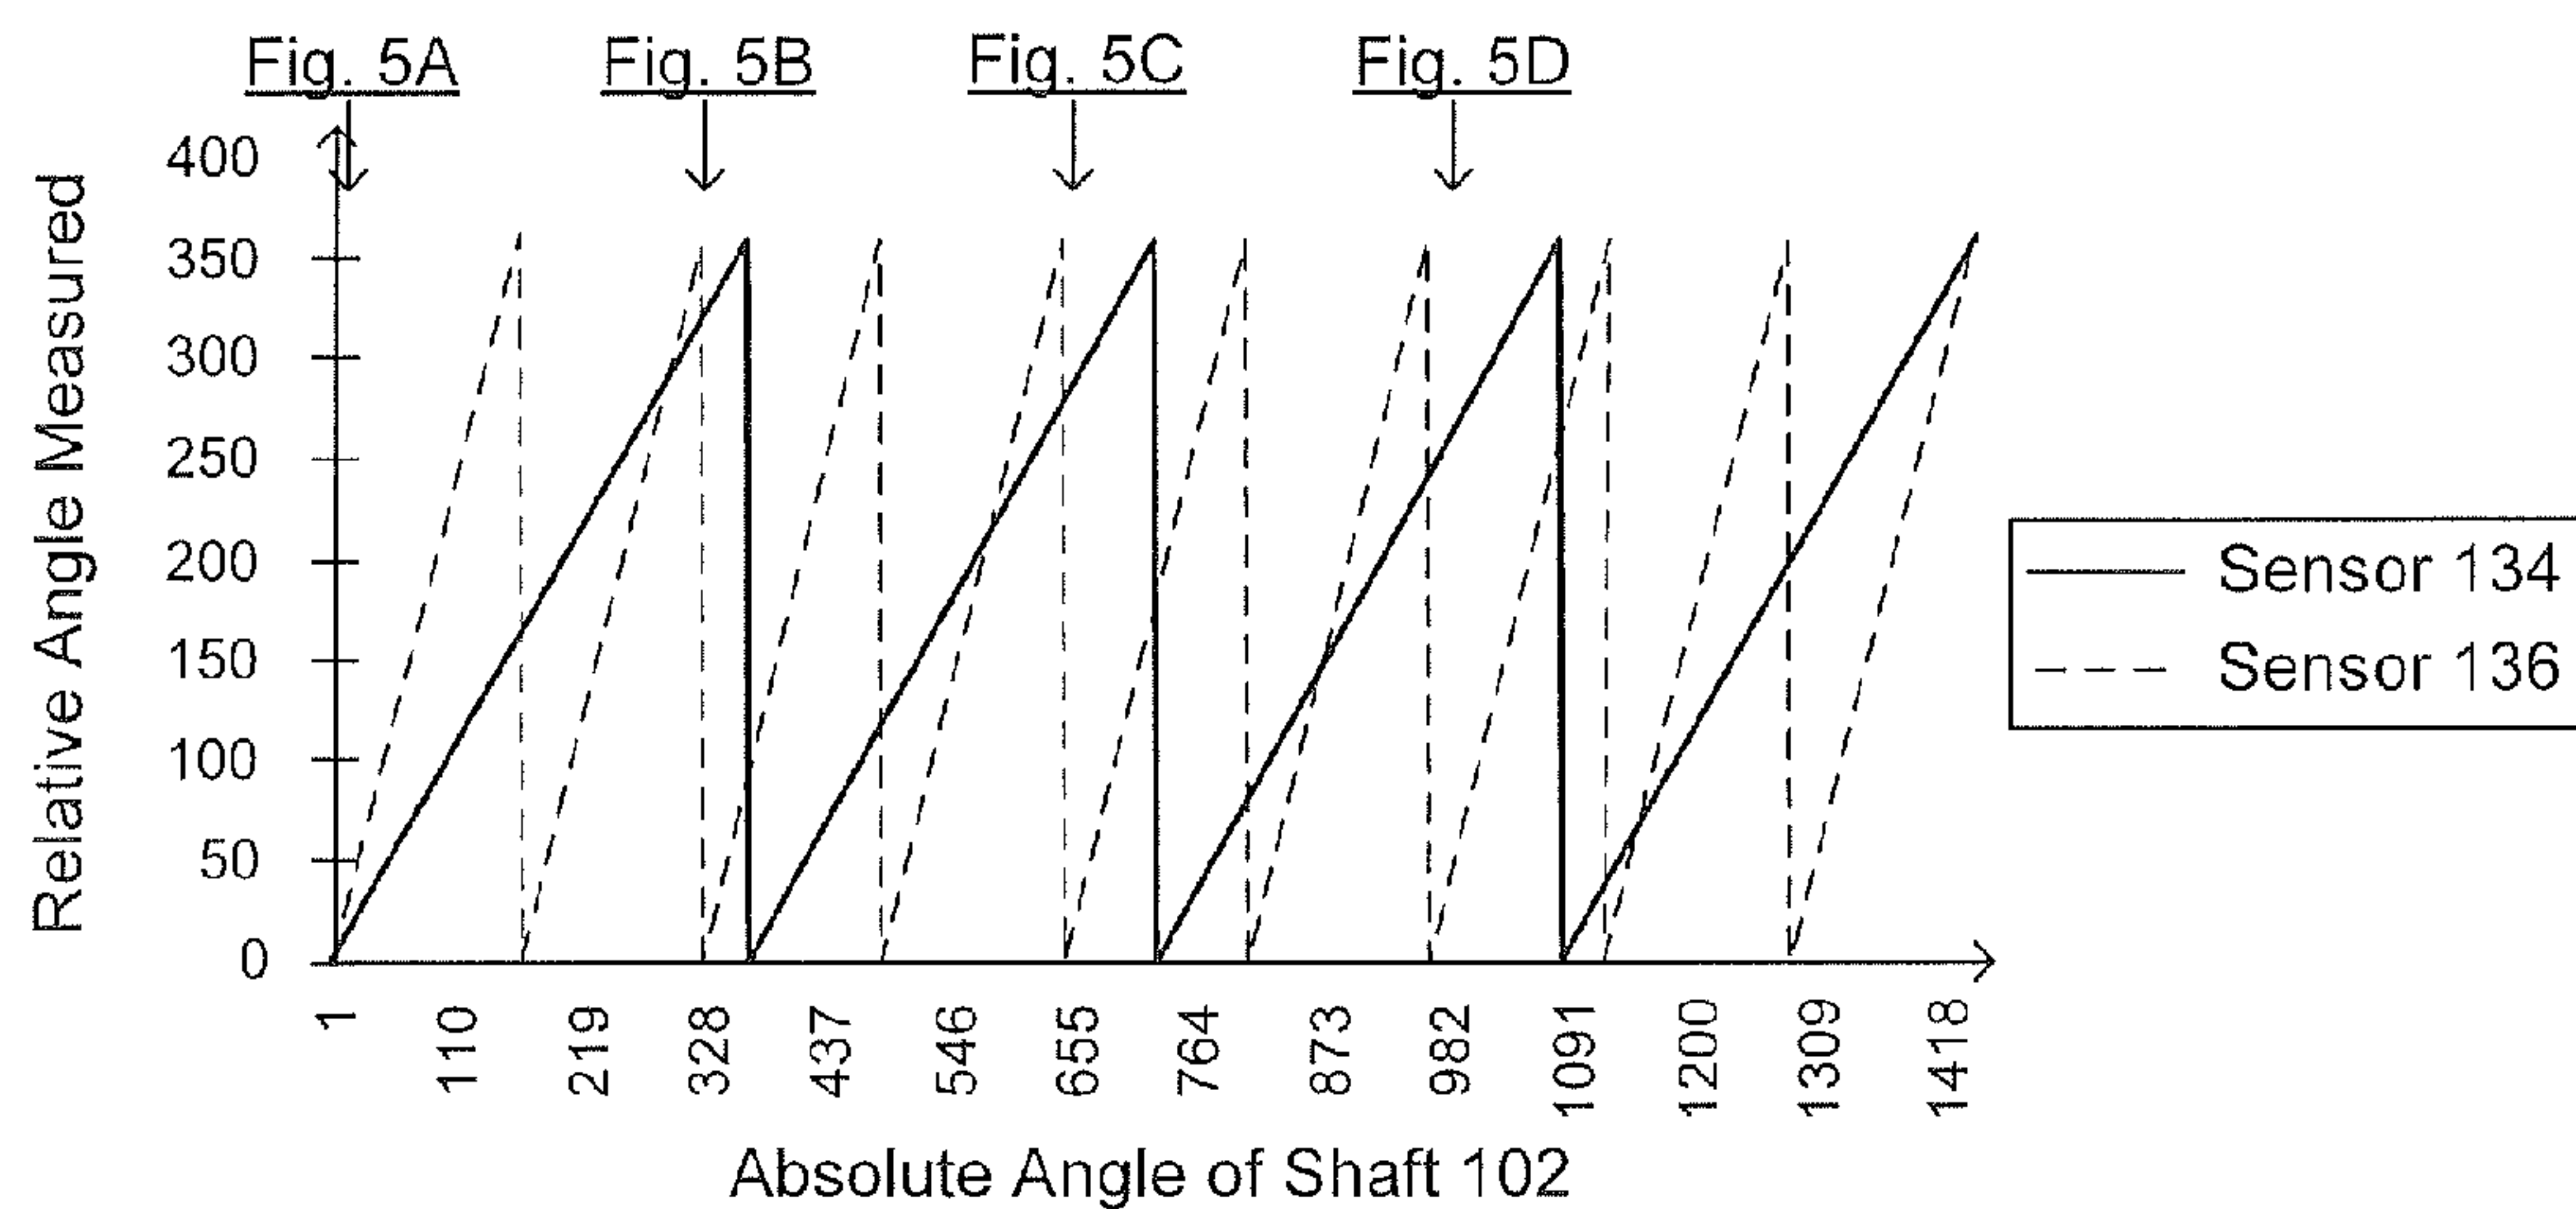 Fig. 5A Fig. 5B Fig. 5C Fig. 5D
Relative Angle Measured
400
350
300
250
200
150
100
50
0
1 110 219 328 437 546 655 764 873 982 1091 1200 1309 1418
Absolute Angle of Shaft 102
Sensor 134
Sensor 136